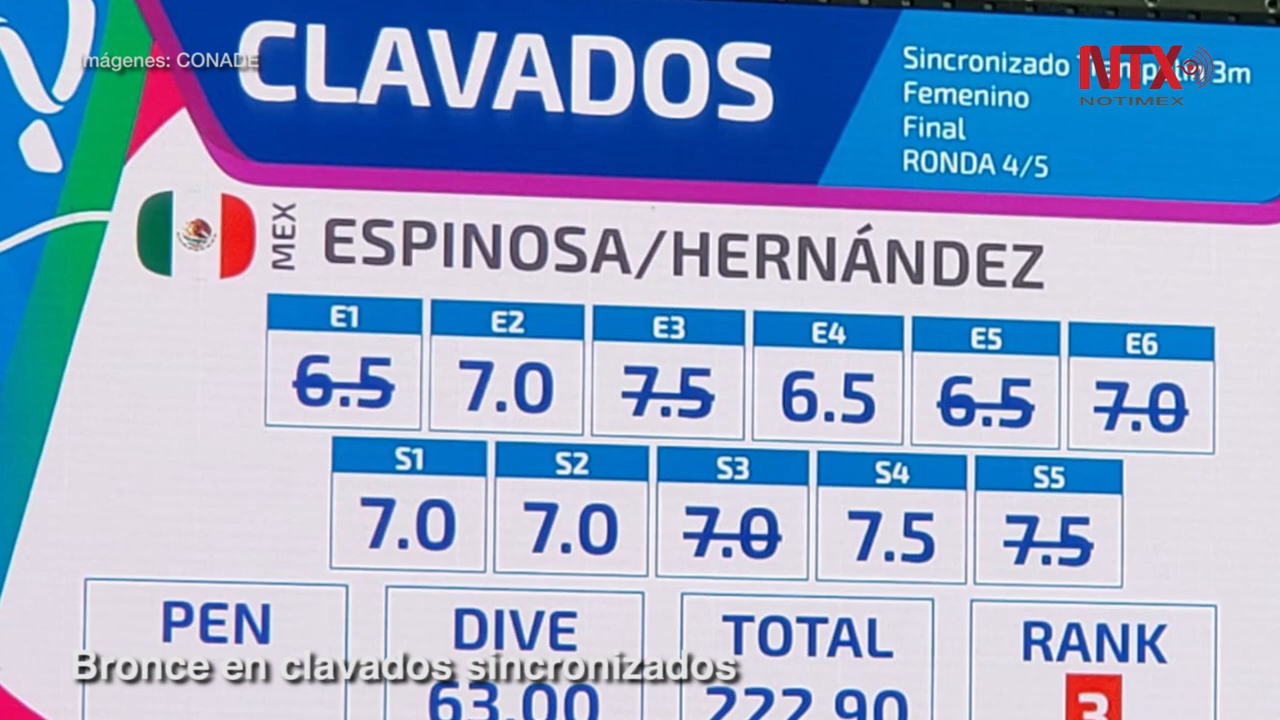 Imágenes: CONADE
CLAVADOS
Sincronizado 3m
Femenino
Final
RONDA 4/5
NTX
NOTIMEX
MEX
ESPINOSA/HERNÁNDEZ
E1 E2 E3 E4 E5 E6
6.5 7.0 7.5 6.5 6.5 7.0
S1 S2 S3 S4 S5
7.0 7.0 7.0 7.5 7.5
PEN DIVE TOTAL RANK
63.00 222.90 3
Bronce en clavados sincronizados